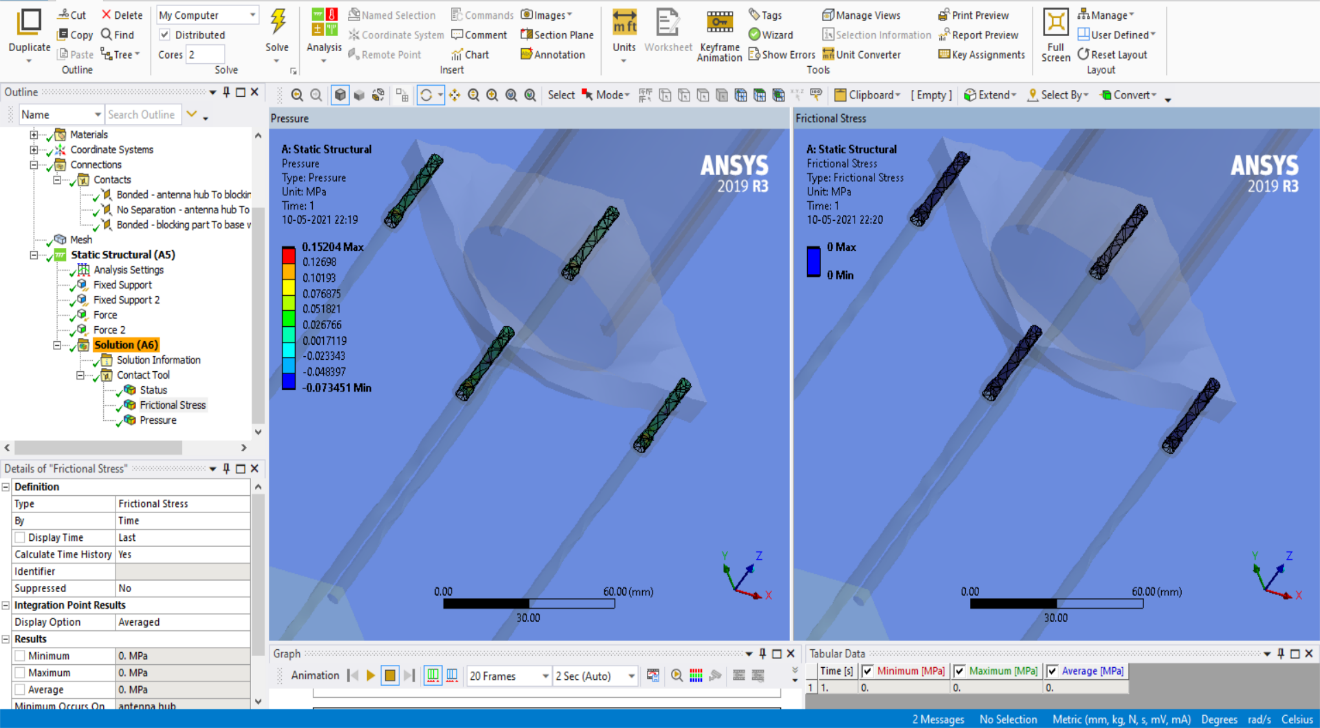 Duplicate
Cut
Delete
Copy
Find
Paste
Tree
Outline
My Computer
Distributed
Cores 2
Solve
Solve
Analysis
Named Selection
Coordinate System
Remote Point
Commands
Comment
Chart
Images
Section Plane
Annotation
Insert
Units
Worksheet
Keyframe
Animation
Tags
Wizard
Show Errors
Manage Views
Selection Information
Unit Converter
Print Preview
Report Preview
Key Assignments
Tools
Full
Screen
Manage
User Defined
Reset Layout
Layout
Outline
Name
Search Outline
Select
Mode
Clipboard
[ Empty ]
Extend
Select By
Convert
Materials
Coordinate Systems
Connections
Contacts
Bonded - antenna hub To blockin
No Separation - antenna hub To
Bonded - blocking part To base w
Mesh
Static Structural (A5)
Analysis Settings
Fixed Support
Fixed Support 2
Force
Force 2
Solution (A6)
Solution Information
Contact Tool
Status
Frictional Stress
Pressure
Details of "Frictional Stress"
Definition
Type Frictional Stress
By Time
Display Time Last
Calculate Time History Yes
Identifier
Suppressed No
Integration Point Results
Display Option Averaged
Results
Minimum 0. MPa
Maximum 0. MPa
Average 0. MPa
Minimum Occurs On antenna hub
Pressure
A: Static Structural
Pressure
Type: Pressure
Unit: MPa
Time: 1
10-05-2021 22:19
0.15204 Max
0.12698
0.10193
0.076875
0.051821
0.026766
0.0017119
-0.023343
-0.048397
-0.073451 Min
ANSYS
2019 R3
0.00
60.00 (mm)
30.00
Y
Z
X
Frictional Stress
A: Static Structural
Frictional Stress
Type: Frictional Stress
Unit: MPa
Time: 1
10-05-2021 22:20
0 Max
0 Min
ANSYS
2019 R3
0.00
60.00 (mm)
30.00
Y
Z
X
Graph
Animation
20 Frames
2 Sec (Auto)
Tabular Data
Time [s] Minimum [MPa] Maximum [MPa] Average [MPa]
1 1. 0. 0. 0.
2 Messages No Selection Metric (mm, kg, N, s, mV, mA) Degrees rad/s Celsius